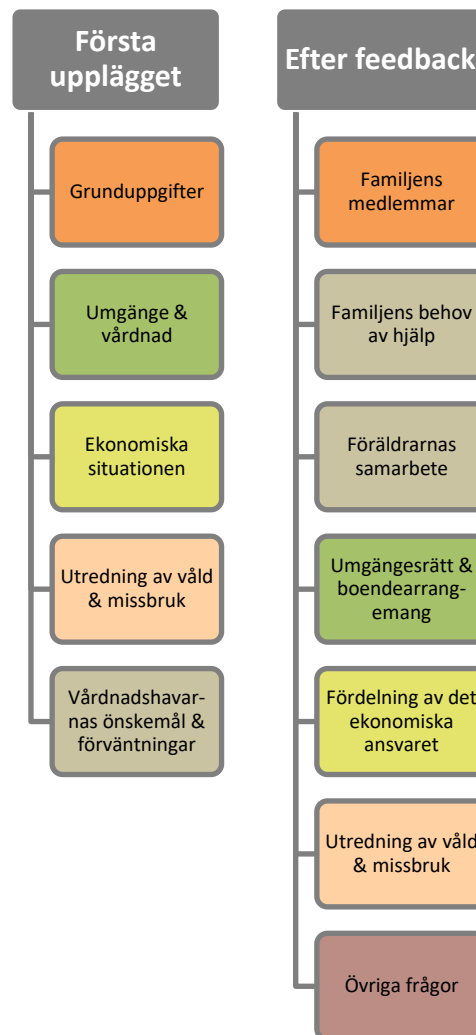 Första
upplägget
Grunduppgifter
Umgänge &
vårdnad
Ekonomiska
situationen
Utredning av våld
& missbruk
Vårdnadshavar-
nas önskemål &
förväntningar
Efter feedback
Familjens
medlemmar
Familjens behov
av hjälp
Föräldrarnas
samarbete
Umgängesrätt &
boendearrang-
emang
Fördelning av det
ekonomiska
ansvaret
Utredning av våld
& missbruk
Övriga frågor